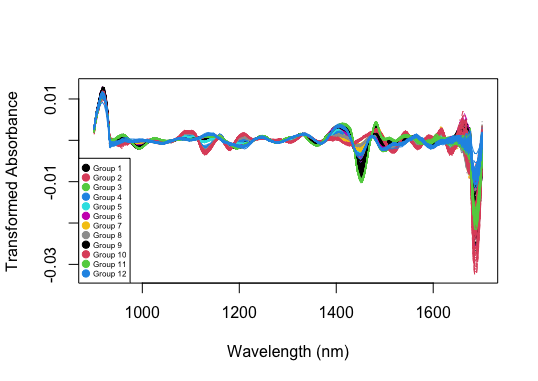 Transformed Absorbance
0.01
-0.01
-0.03
Group 1
Group 2
Group 3
Group 4
Group 5
Group 6
Group 7
Group 8
Group 9
Group 10
Group 11
Group 12
1000 1200 1400 1600
Wavelength (nm)